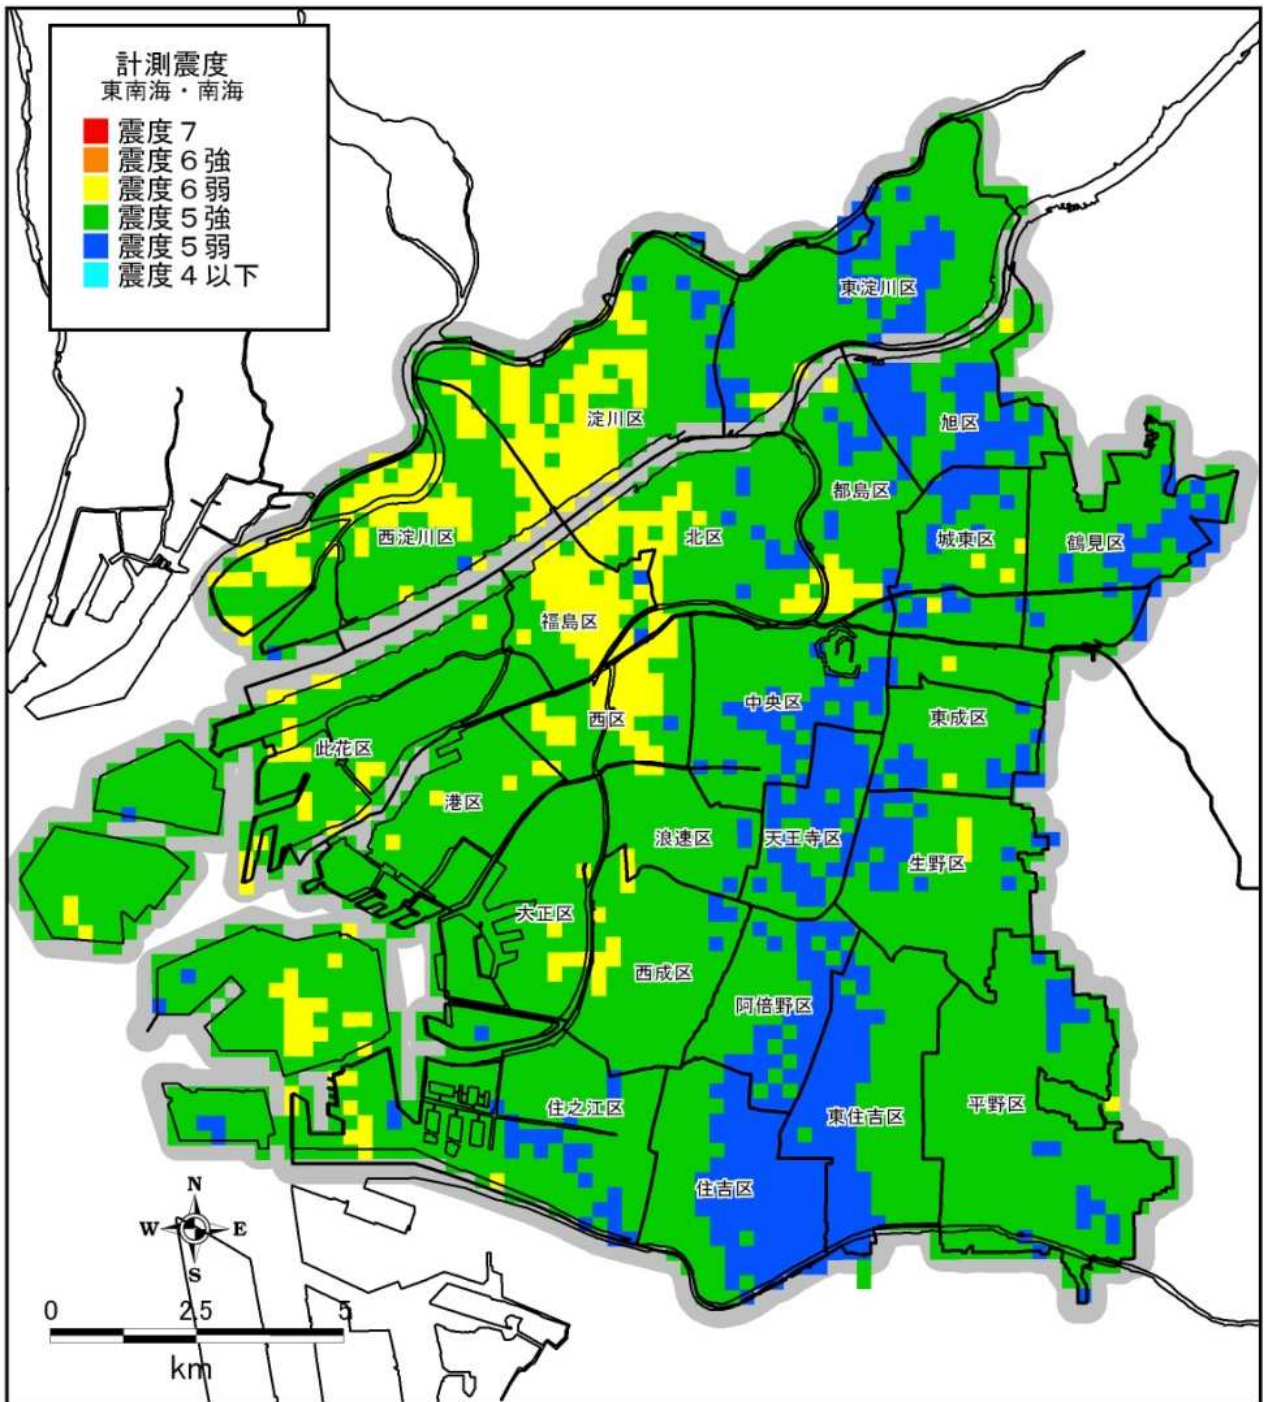 計測震度
東南海・南海
震度７
震度６強
震度６弱
震度５強
震度５弱
震度４以下
東淀川区
淀川区
旭区
都島区
西淀川区
北区
城東区
鶴見区
福島区
中央区
西区
東成区
此花区
港区
浪速区
天王寺区
生野区
大正区
西成区
阿倍野区
住之江区
東住吉区
平野区
住吉区
N
W
E
S
0
2.5
5
km